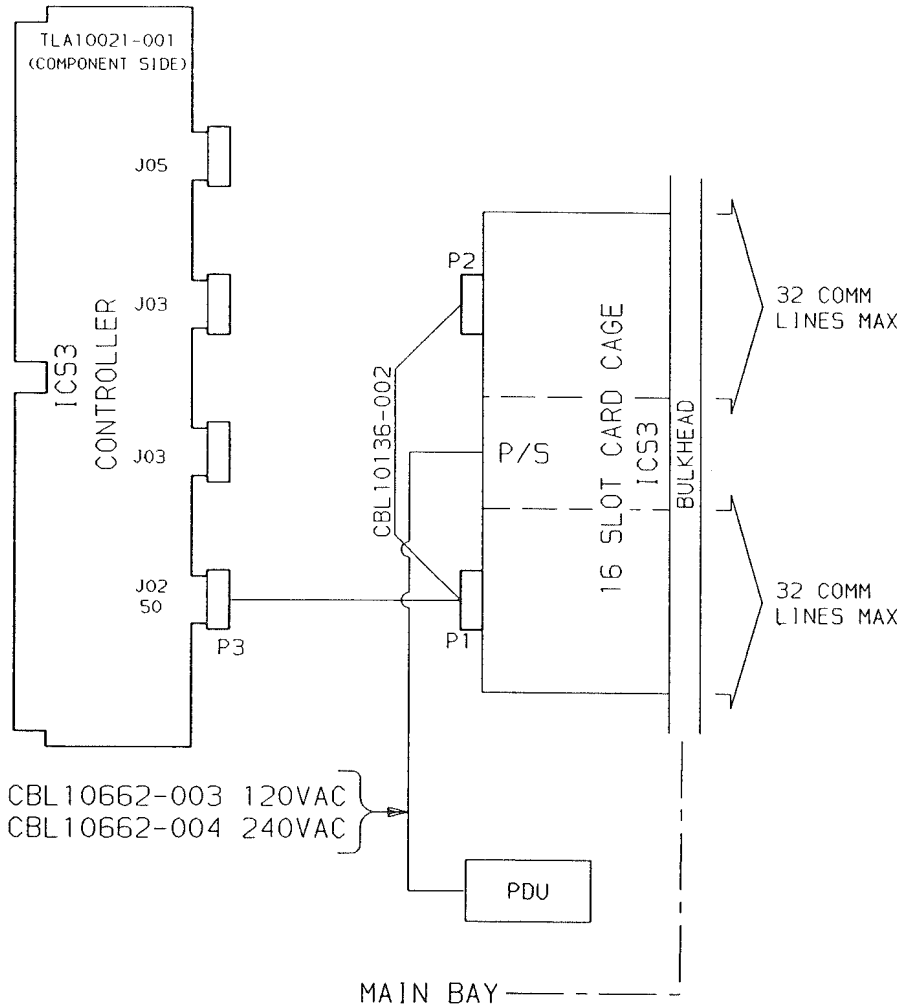 TLA10021-001
(COMPONENT SIDE)
J05
J03
J03
J02
50
P3
ICS3
CONTROLLER
P2
P1
CBL10136-002
P/S
16 SLOT CARD CAGE
ICS3
BULKHEAD
32 COMM
LINES MAX
32 COMM
LINES MAX
CBL10662-003 120VAC
CBL10662-004 240VAC
PDU
MAIN BAY